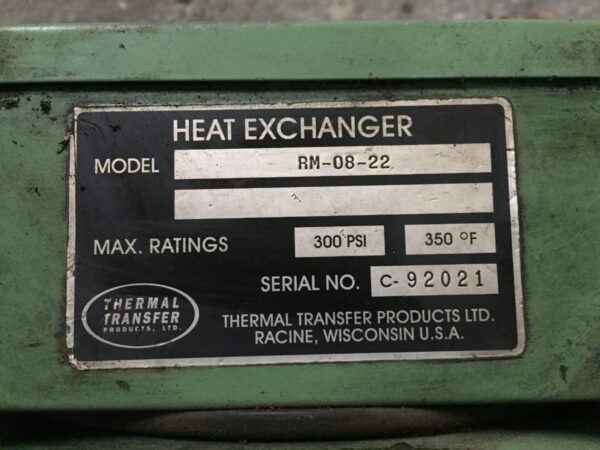 HEAT EXCHANGER
MODEL RM-08-22
MAX. RATINGS 300 PSI 350 °F
SERIAL NO. C-92021
THERMAL TRANSFER PRODUCTS, LTD.
THERMAL TRANSFER PRODUCTS LTD.
RACINE, WISCONSIN U.S.A.